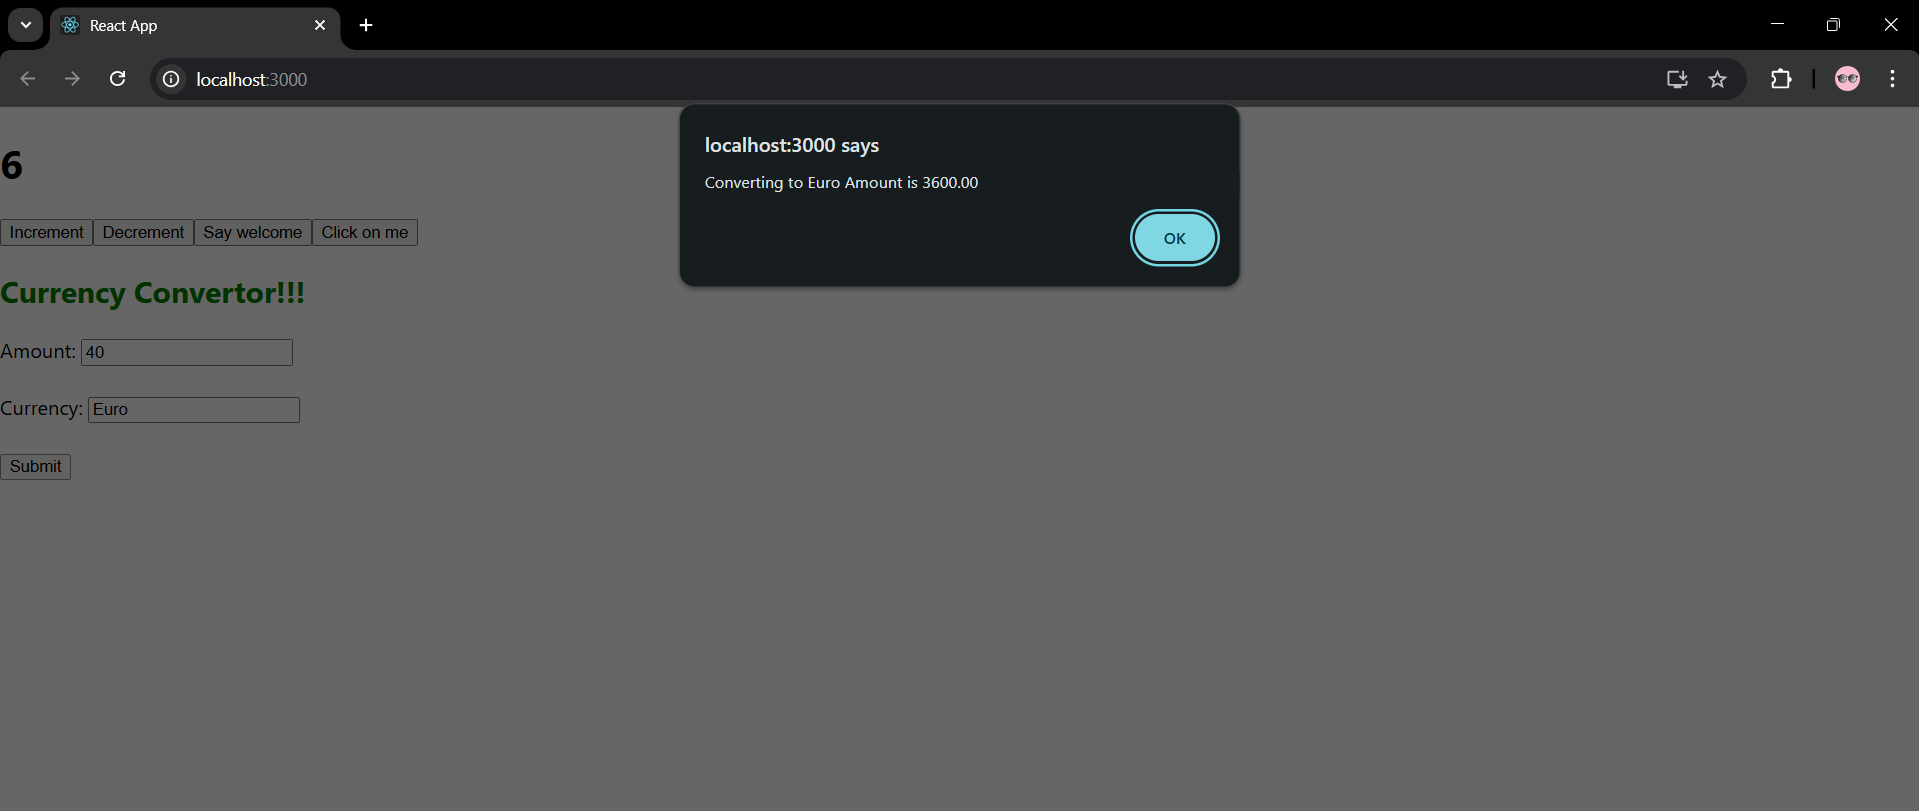 React App
localhost:3000
localhost:3000 says
Converting to Euro Amount is 3600.00
OK
6
Increment Decrement Say welcome Click on me
Currency Convertor!!!
Amount: 40
Currency: Euro
Submit